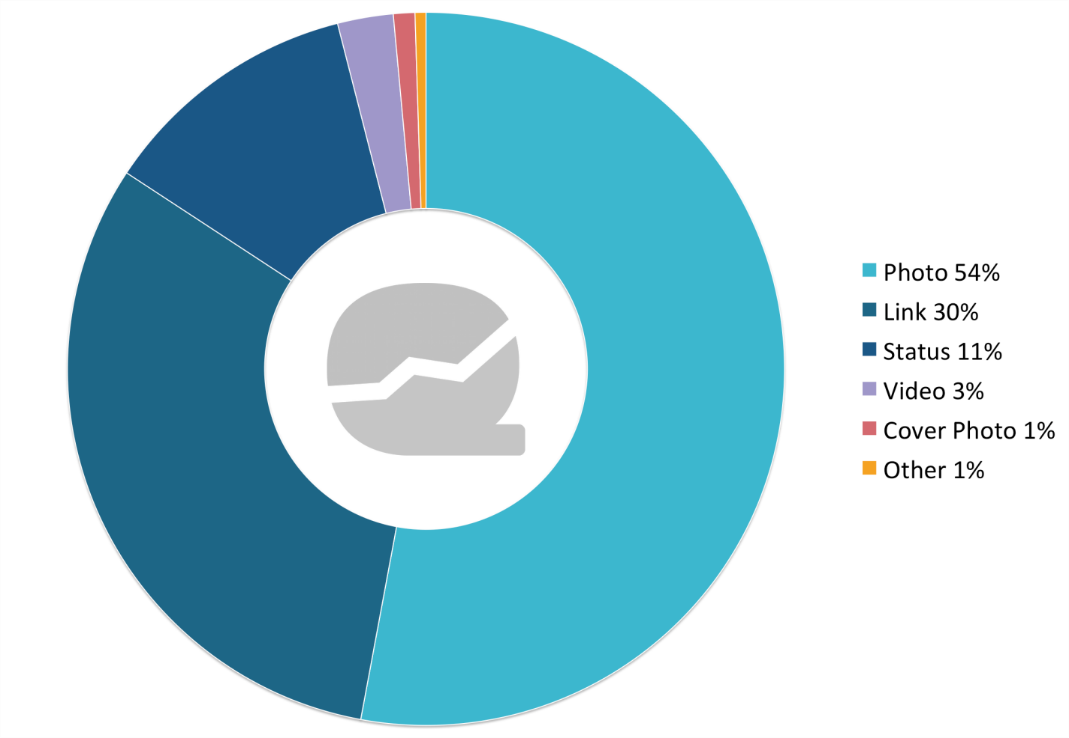 Photo 54%
Link 30%
Status 11%
Video 3%
Cover Photo 1%
Other 1%